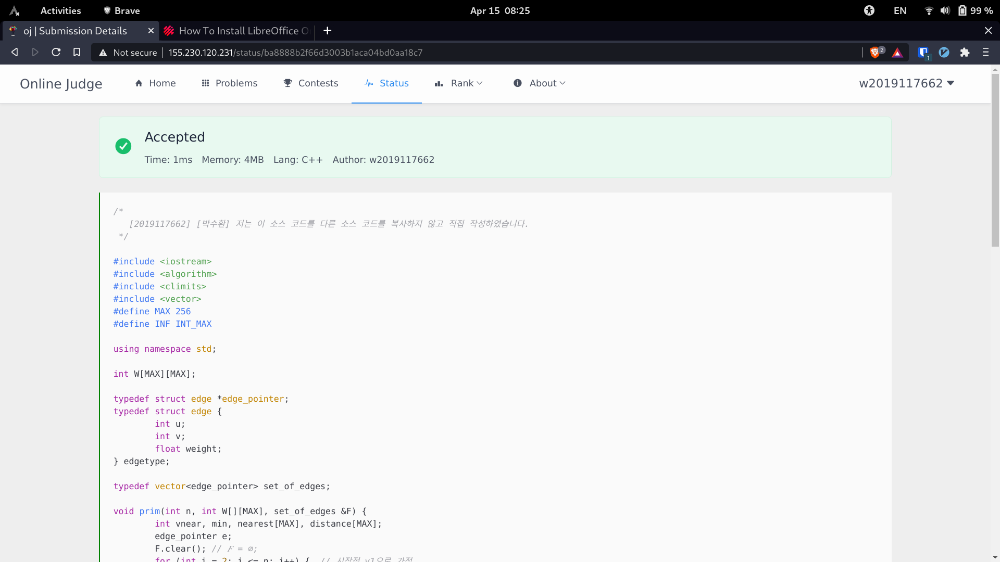 Activities Brave Apr 15 08:25 EN 99 %
oj | Submission Details How To Install LibreOffice O
Not secure 155.230.120.231/status/ba8888b2f66d3003b1aca04bd0aa18c7 2 1
Online Judge Home Problems Contests Status Rank About w2019117662
Accepted
Time: 1ms Memory: 4MB Lang: C++ Author: w2019117662
/*
[2019117662] [박수환] 저는 이 소스 코드를 다른 소스 코드를 복사하지 않고 직접 작성하였습니다.
*/
#include <iostream>
#include <algorithm>
#include <climits>
#include <vector>
#define MAX 256
#define INF INT_MAX
using namespace std;
int W[MAX][MAX];
typedef struct edge *edge_pointer;
typedef struct edge {
int u;
int v;
float weight;
} edgetype;
typedef vector<edge_pointer> set_of_edges;
void prim(int n, int W[][MAX], set_of_edges &F) {
int vnear, min, nearest[MAX], distance[MAX];
edge_pointer e;
F.clear(); // 𝐹 = ∅;
for (int i = 2; i <= n; i++) { // 시작점 v1으로 가정